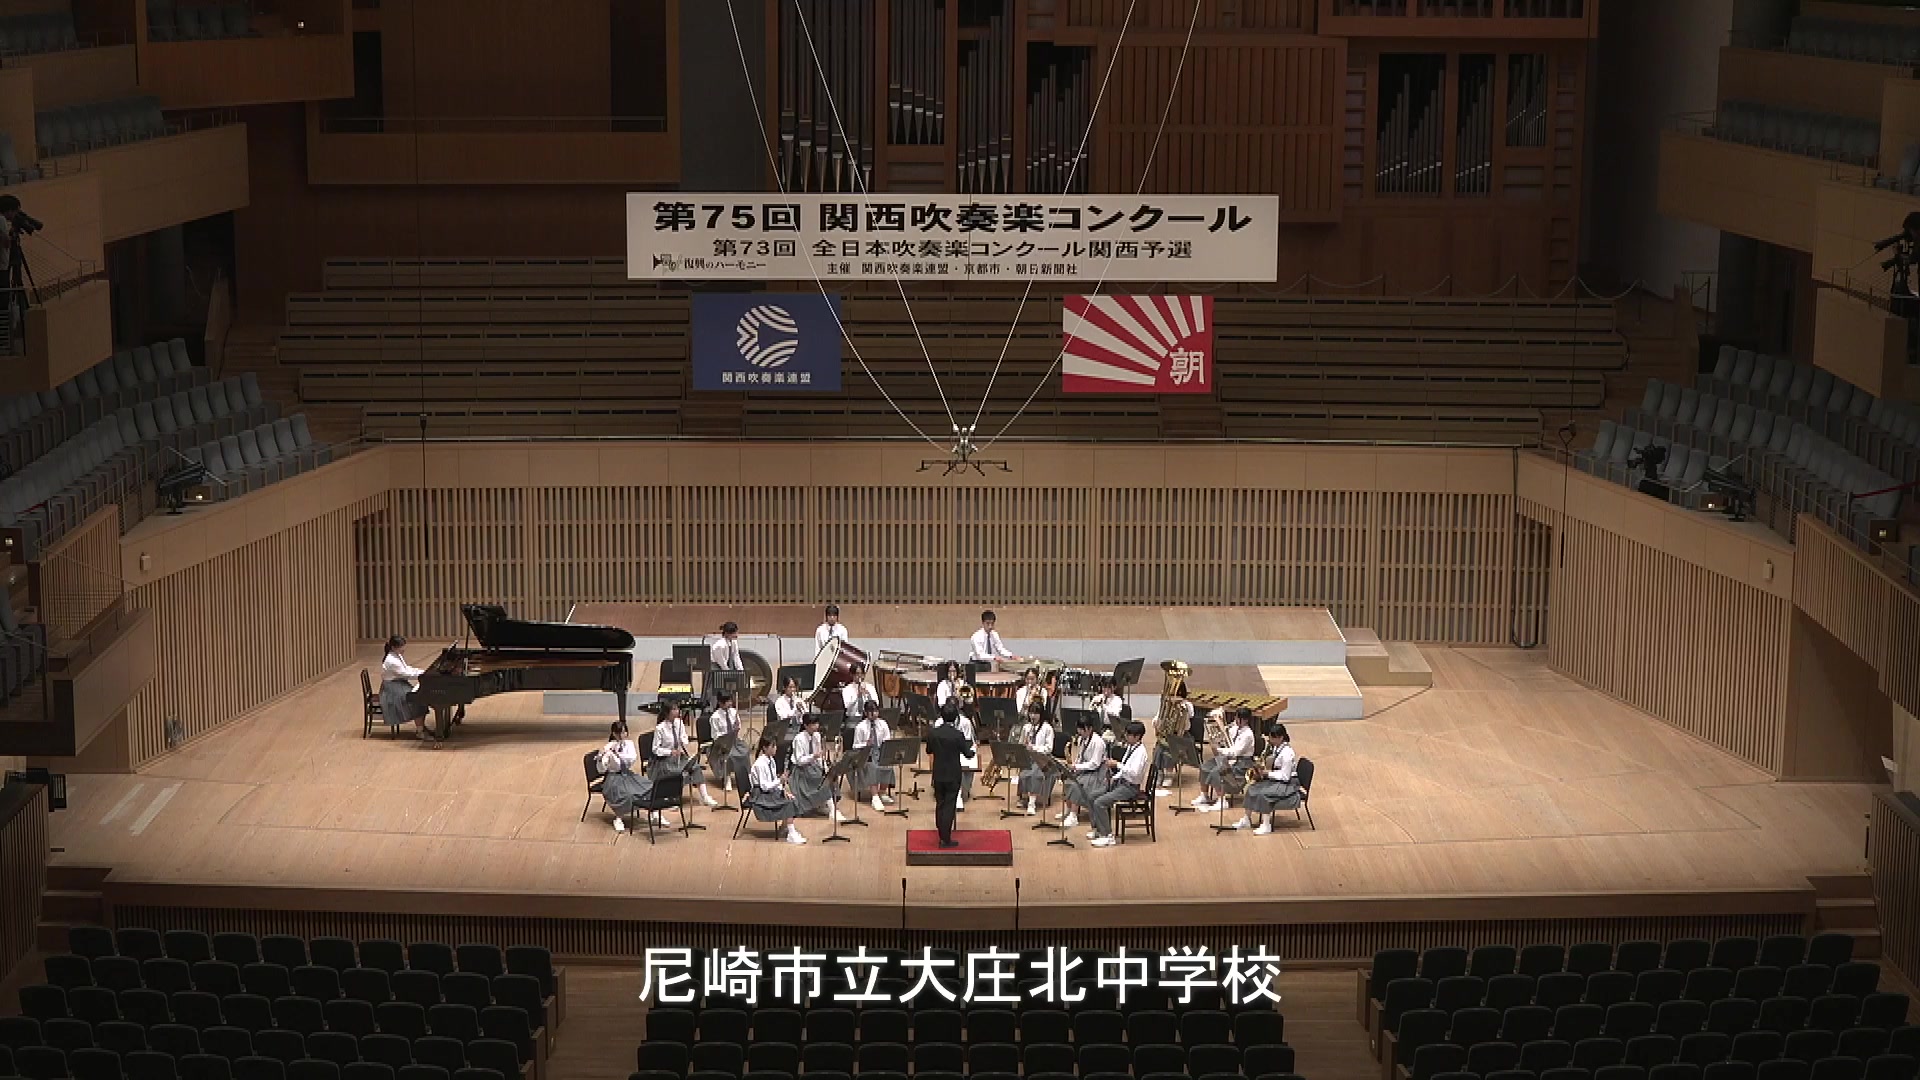 第75回 関西吹奏楽コンクール
第73回 全日本吹奏楽コンクール関西予選
復興のハーモニー
主催 関西吹奏楽連盟・京都市・朝日新聞社
関西吹奏楽連盟
朝
尼崎市立大庄北中学校